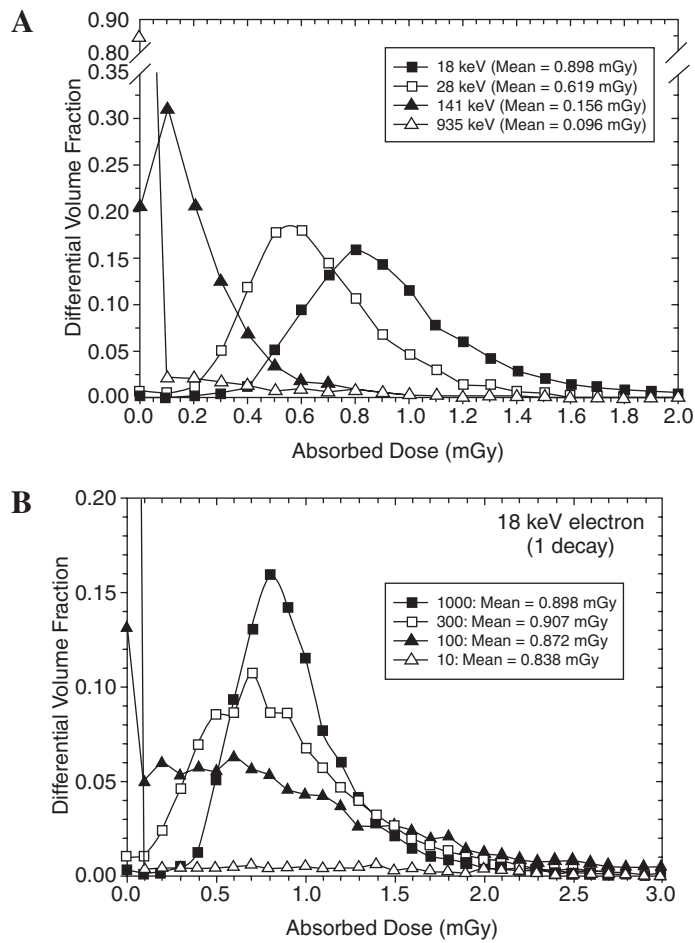 A
0.90
0.80
0.35
0.30
0.25
0.20
0.15
0.10
0.05
0.00
Differential Volume Fraction
18 keV (Mean = 0.898 mGy)
28 keV (Mean = 0.619 mGy)
141 keV (Mean = 0.156 mGy)
935 keV (Mean = 0.096 mGy)
0.0 0.2 0.4 0.6 0.8 1.0 1.2 1.4 1.6 1.8 2.0
Absorbed Dose (mGy)
B
0.20
0.15
0.10
0.05
0.00
Differential Volume Fraction
18 keV electron
(1 decay)
1000: Mean = 0.898 mGy
300: Mean = 0.907 mGy
100: Mean = 0.872 mGy
10: Mean = 0.838 mGy
0.0 0.5 1.0 1.5 2.0 2.5 3.0
Absorbed Dose (mGy)